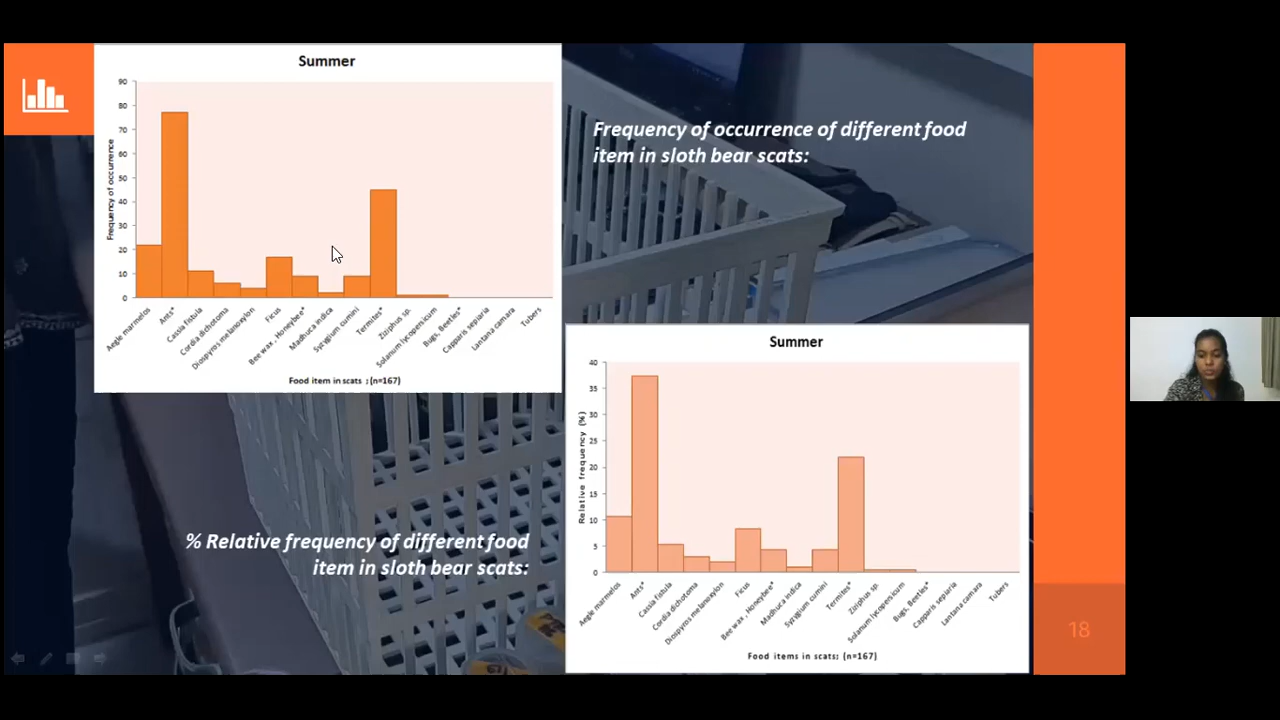 Summer
90
80
70
60
50
40
30
20
10
0
Frequency of occurrence
Aegle marmelos
Ants*
Cassia fistula
Cordia dichotoma
Diospyros melanoxylon
Ficus
Bee wax , Honeybee*
Madhuca indica
Syzygium cumini
Termites*
Ziziphus sp.
Solanum lycopersicum
Bugs, Beetles*
Capparis sepiaria
Lantana camara
Tubers
Food item in scats ; (n=167)
Frequency of occurrence of different food
item in sloth bear scats:
% Relative frequency of different food
item in sloth bear scats:
Summer
40
35
30
25
20
15
10
5
0
Relative frequency (%)
Aegle marmelos
Ants*
Cassia fistula
Cordia dichotoma
Diospyros melanoxylon
Ficus
Bee wax , Honeybee*
Madhuca indica
Syzygium cumini
Termites*
Ziziphus sp.
Solanum lycopersicum
Bugs, Beetles*
Capparis sepiaria
Lantana camara
Tubers
Food items in scats; (n=167)
18